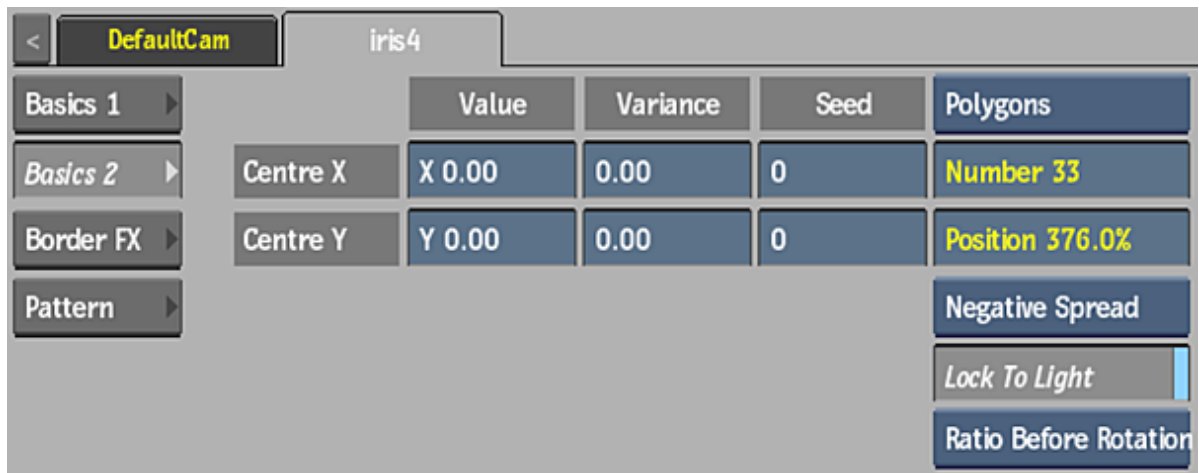 < DefaultCam iris4
Basics 1 Value Variance Seed Polygons
Basics 2 Centre X X 0.00 0.00 0 Number 33
Border FX Centre Y Y 0.00 0.00 0 Position 376.0%
Pattern Negative Spread
Lock To Light
Ratio Before Rotation